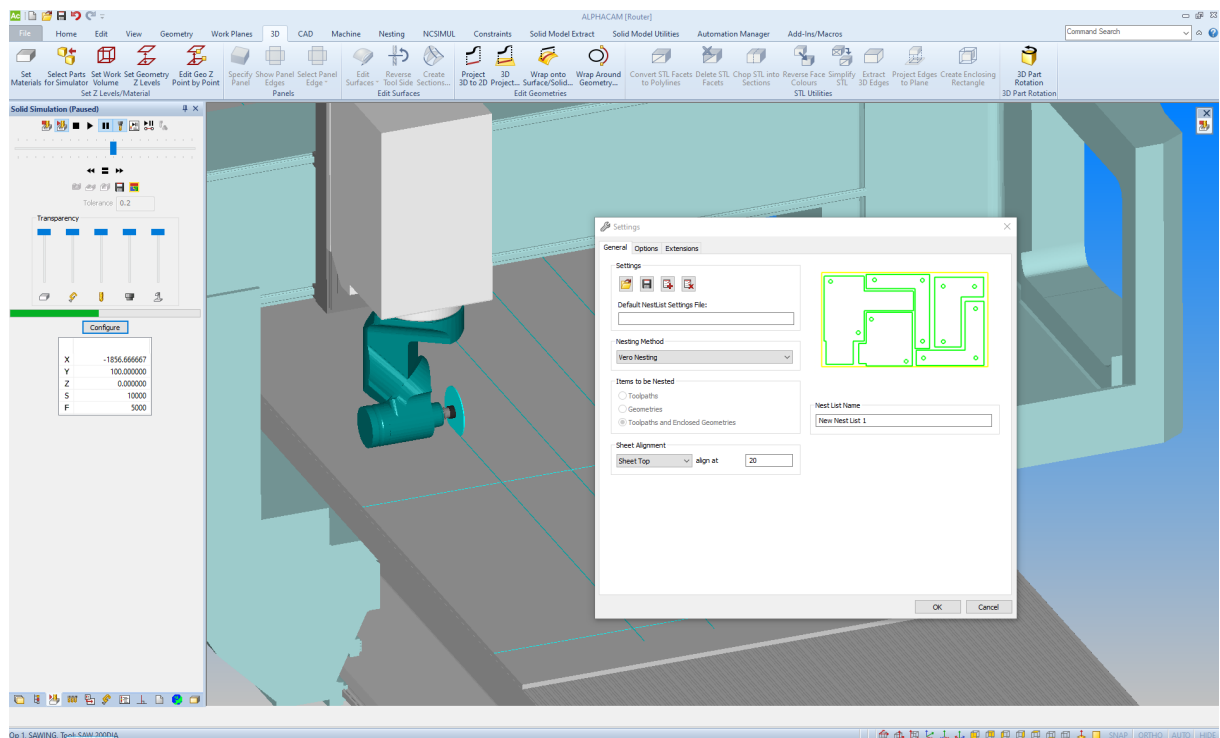 ALPHACAM [Router]
File Home Edit View Geometry Work Planes 3D CAD Machine Nesting NCSIMUL Constraints Solid Model Extract Solid Model Utilities Automation Manager Add-Ins/Macros Command Search
Set Materials
Select Parts for Simulator
Set Work Volume
Set Geometry Z Levels
Edit Geo Z Point by Point
Set Z Levels/Material
Specify Panel
Show Panel Edges
Select Panel Edge
Panels
Edit Surfaces
Reverse Tool Side
Create Sections...
Edit Surfaces
Project 3D to 2D
3D Project...
Wrap onto Surface/Solid...
Wrap Around Geometry...
Edit Geometries
Convert STL Facets to Polylines
Delete STL Facets
Chop STL into Sections
Reverse Face Colours
Simplify STL
Extract 3D Edges
Project Edges to Plane
Create Enclosing Rectangle
STL Utilities
3D Part Rotation
3D Part Rotation
Solid Simulation (Paused)
Tolerance 0.2
Transparency
Configure
X -1856.666667
Y 100.000000
Z 0.000000
S 10000
F 5000
Settings
General Options Extensions
Settings
Default NestList Settings File:
Nesting Method
Vero Nesting
Items to be Nested
Toolpaths
Geometries
Toolpaths and Enclosed Geometries
Sheet Alignment
Sheet Top align at 20
Nest List Name
New Nest List 1
OK Cancel
Op 1, SAWING, Tool: SAW 200DIA
SNAP ORTHO AUTO HIDE